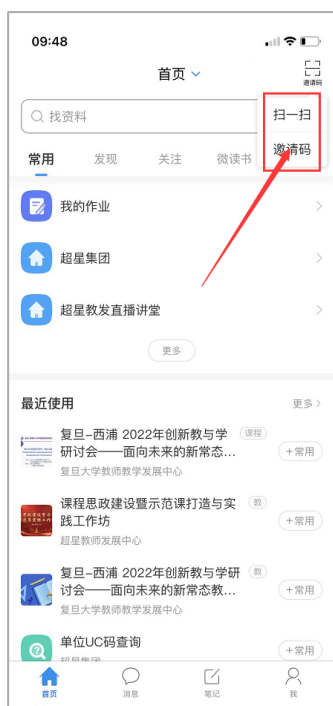 09:48
首页
邀请码
找资料
扫一扫
邀请码
常用 发现 关注 微读书
我的作业
超星集团
超星教发直播讲堂
更多
最近使用
更多
复旦–西浦 2022年创新教与学
课程
研讨会——面向未来的新常态...
+常用
复旦大学教师教学发展中心
课程思政建设暨示范课打造与实
教
践工作坊
+常用
超星教师发展中心
复旦–西浦 2022年创新教与学研
教
讨会——面向未来的新常态教...
+常用
复旦大学教师教学发展中心
单位UC码查询
+常用
超星集团
首页 消息 笔记 我